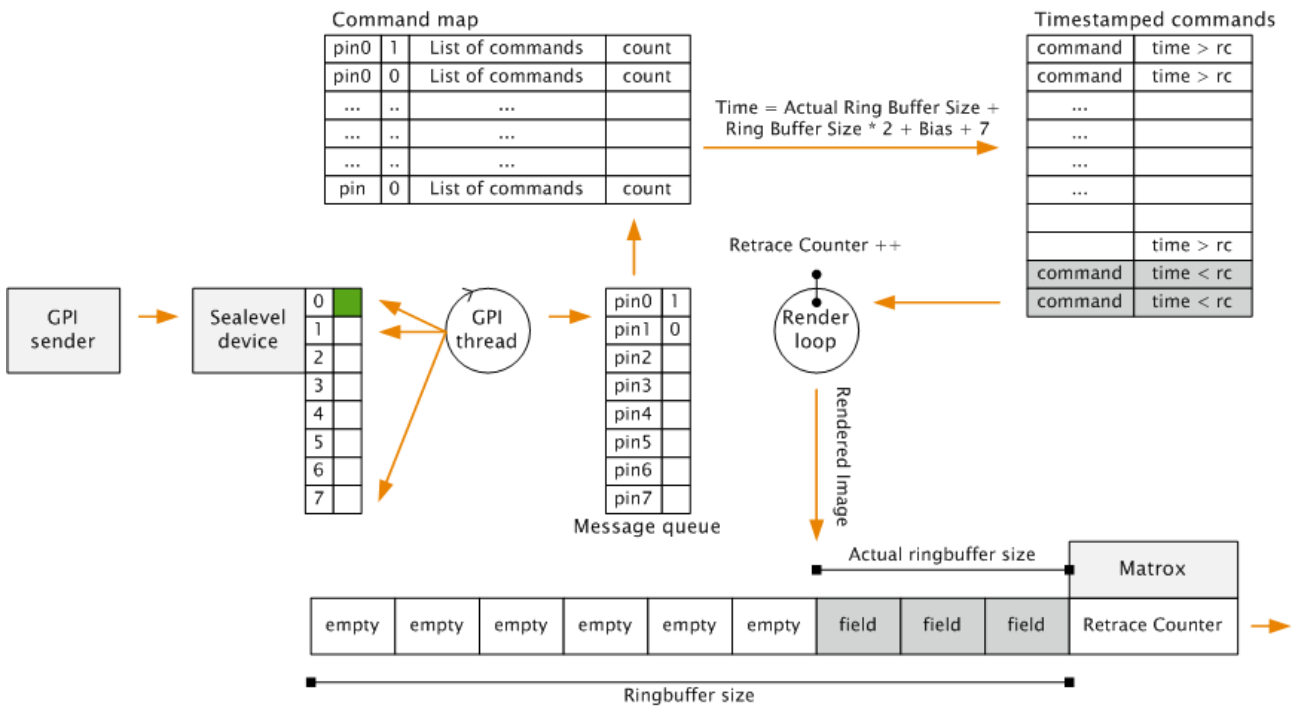 Command map
pin0 1 List of commands count
pin0 0 List of commands count
... .. ...
... .. ...
... .. ...
pin 0 List of commands count
Time = Actual Ring Buffer Size +
Ring Buffer Size * 2 + Bias + 7
Timestamped commands
command time > rc
command time > rc
...
...
...
...
time > rc
command time < rc
command time < rc
Retrace Counter ++
GPI
sender
Sealevel
device
0
1
2
3
4
5
6
7
GPI
thread
pin0 1
pin1 0
pin2
pin3
pin4
pin5
pin6
pin7
Message queue
Render
loop
Rendered Image
Actual ringbuffer size
Matrox
empty empty empty empty empty empty field field field Retrace Counter
Ringbuffer size